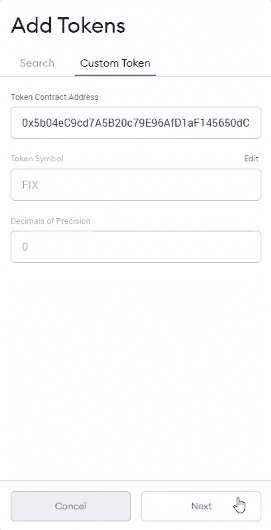 Add Tokens
Search Custom Token
Token Contract Address
0x5b04eC9cd7A5B20c79E96AfD1aF145650dC
Token Symbol Edit
FIX
Decimals of Precision
0
Cancel Next